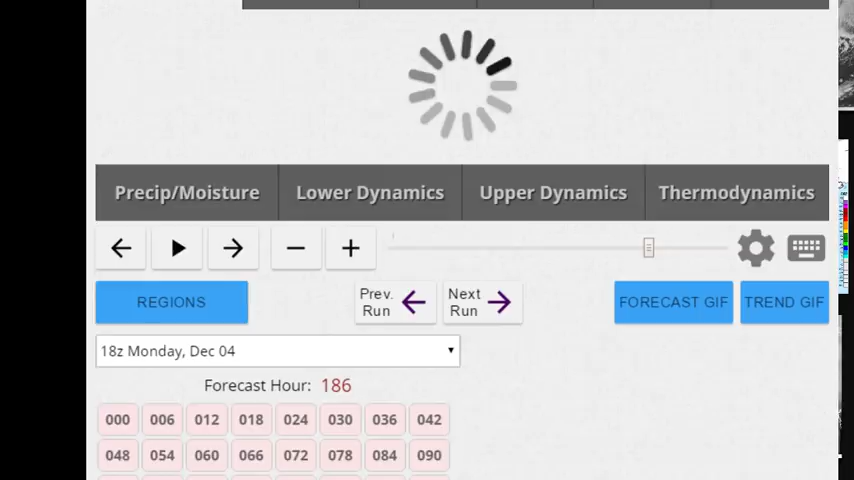 Precip/Moisture Lower Dynamics Upper Dynamics Thermodynamics
REGIONS
Prev. Run
Next Run
FORECAST GIF
TREND GIF
18z Monday, Dec 04
Forecast Hour: 186
000 006 012 018 024 030 036 042
048 054 060 066 072 078 084 090